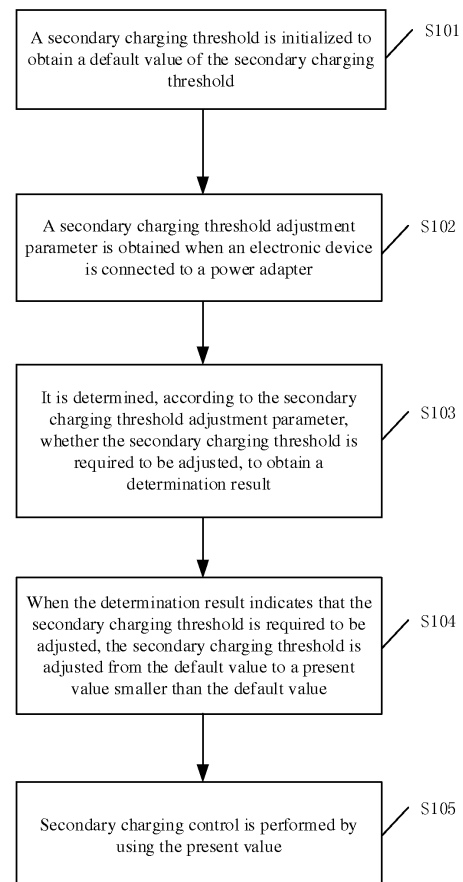 A secondary charging threshold is initialized to
obtain a default value of the secondary charging
threshold
S101
A secondary charging threshold adjustment
parameter is obtained when an electronic device
is connected to a power adapter
S102
It is determined, according to the secondary
charging threshold adjustment parameter,
whether the secondary charging threshold is
required to be adjusted, to obtain a
determination result
S103
When the determination result indicates that the
secondary charging threshold is required to be
adjusted, the secondary charging threshold is
adjusted from the default value to a present
value smaller than the default value
S104
Secondary charging control is performed by
using the present value
S105